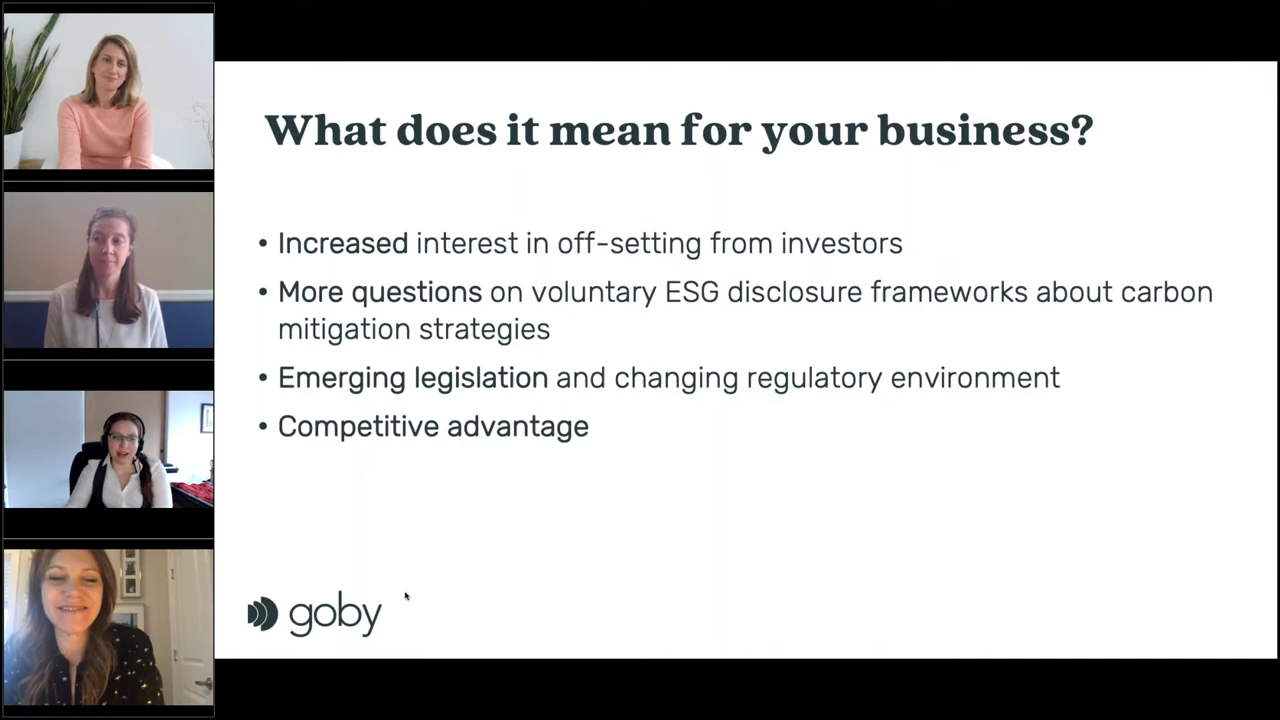 What does it mean for your business?
• Increased interest in off-setting from investors
• More questions on voluntary ESG disclosure frameworks about carbon
mitigation strategies
• Emerging legislation and changing regulatory environment
• Competitive advantage
goby